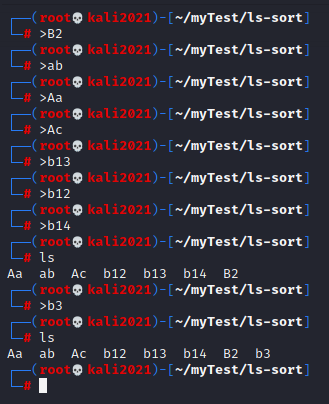 ┌──(root💀kali2021)-[~/myTest/ls-sort]
└─# >B2
┌──(root💀kali2021)-[~/myTest/ls-sort]
└─# >ab
┌──(root💀kali2021)-[~/myTest/ls-sort]
└─# >Aa
┌──(root💀kali2021)-[~/myTest/ls-sort]
└─# >Ac
┌──(root💀kali2021)-[~/myTest/ls-sort]
└─# >b13
┌──(root💀kali2021)-[~/myTest/ls-sort]
└─# >b12
┌──(root💀kali2021)-[~/myTest/ls-sort]
└─# >b14
┌──(root💀kali2021)-[~/myTest/ls-sort]
└─# ls
Aa  ab  Ac  b12  b13  b14  B2
┌──(root💀kali2021)-[~/myTest/ls-sort]
└─# >b3
┌──(root💀kali2021)-[~/myTest/ls-sort]
└─# ls
Aa  ab  Ac  b12  b13  b14  B2  b3
┌──(root💀kali2021)-[~/myTest/ls-sort]
└─#